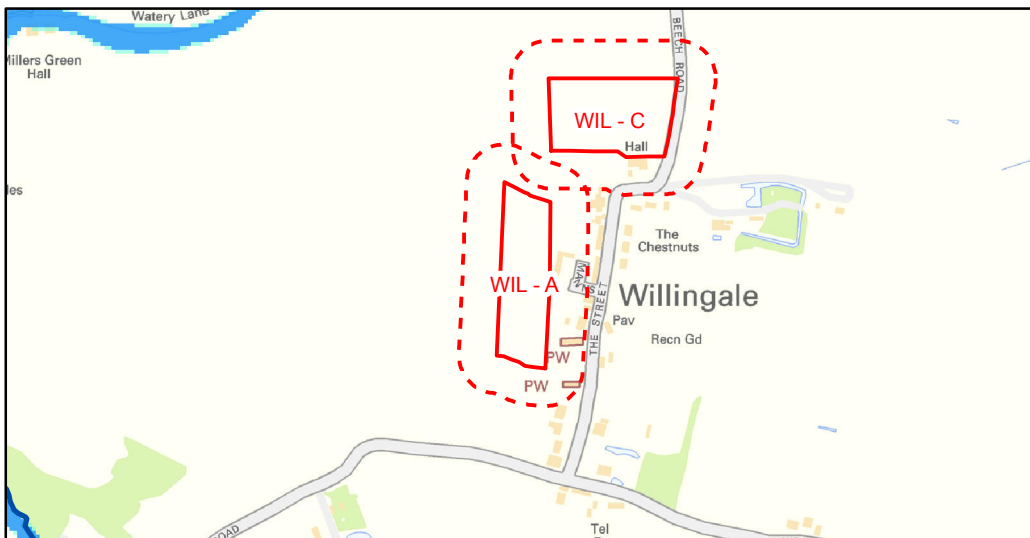 Watery Lane
Millers Green
Hall
BEECH ROAD
WIL - C
Hall
les
The
Chestnuts
WIL - A
Willingale
THE STREET
Pav
Recn Gd
PW
PW
ROAD
Tel